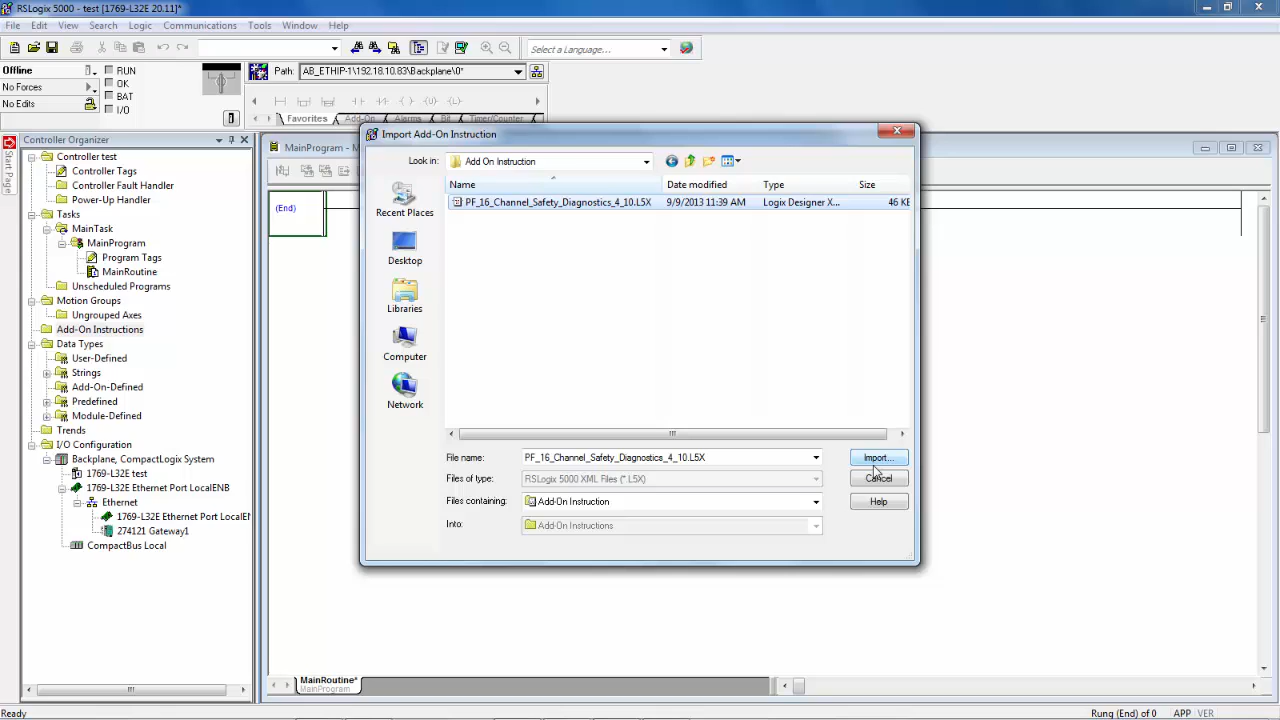 RSLogix 5000 - test [1769-L32E 20.11]*
File Edit View Search Logic Communications Tools Window Help
Select a Language...
Offline RUN
No Forces OK
No Edits BAT
I/O
Path: AB_ETHIP-1\192.18.10.83\Backplane\0*
Favorites Add-On Alarms Bit Timer/Counter
Start Page
Controller Organizer
Controller test
Controller Tags
Controller Fault Handler
Power-Up Handler
Tasks
MainTask
MainProgram
Program Tags
MainRoutine
Unscheduled Programs
Motion Groups
Ungrouped Axes
Add-On Instructions
Data Types
User-Defined
Strings
Add-On-Defined
Predefined
Module-Defined
Trends
I/O Configuration
Backplane, CompactLogix System
1769-L32E test
1769-L32E Ethernet Port LocalENB
Ethernet
1769-L32E Ethernet Port LocalEN
274121 Gateway1
CompactBus Local
MainProgram - M
(End)
Import Add-On Instruction
Look in: Add On Instruction
Name Date modified Type Size
PF_16_Channel_Safety_Diagnostics_4_10.L5X 9/9/2013 11:39 AM Logix Designer X... 46 KB
Recent Places
Desktop
Libraries
Computer
Network
File name: PF_16_Channel_Safety_Diagnostics_4_10.L5X Import...
Files of type: RSLogix 5000 XML Files (*.L5X) Cancel
Files containing: Add-On Instruction Help
Into: Add-On Instructions
MainRoutine*
MainProgram
Ready
Rung (End) of 0 APP VER